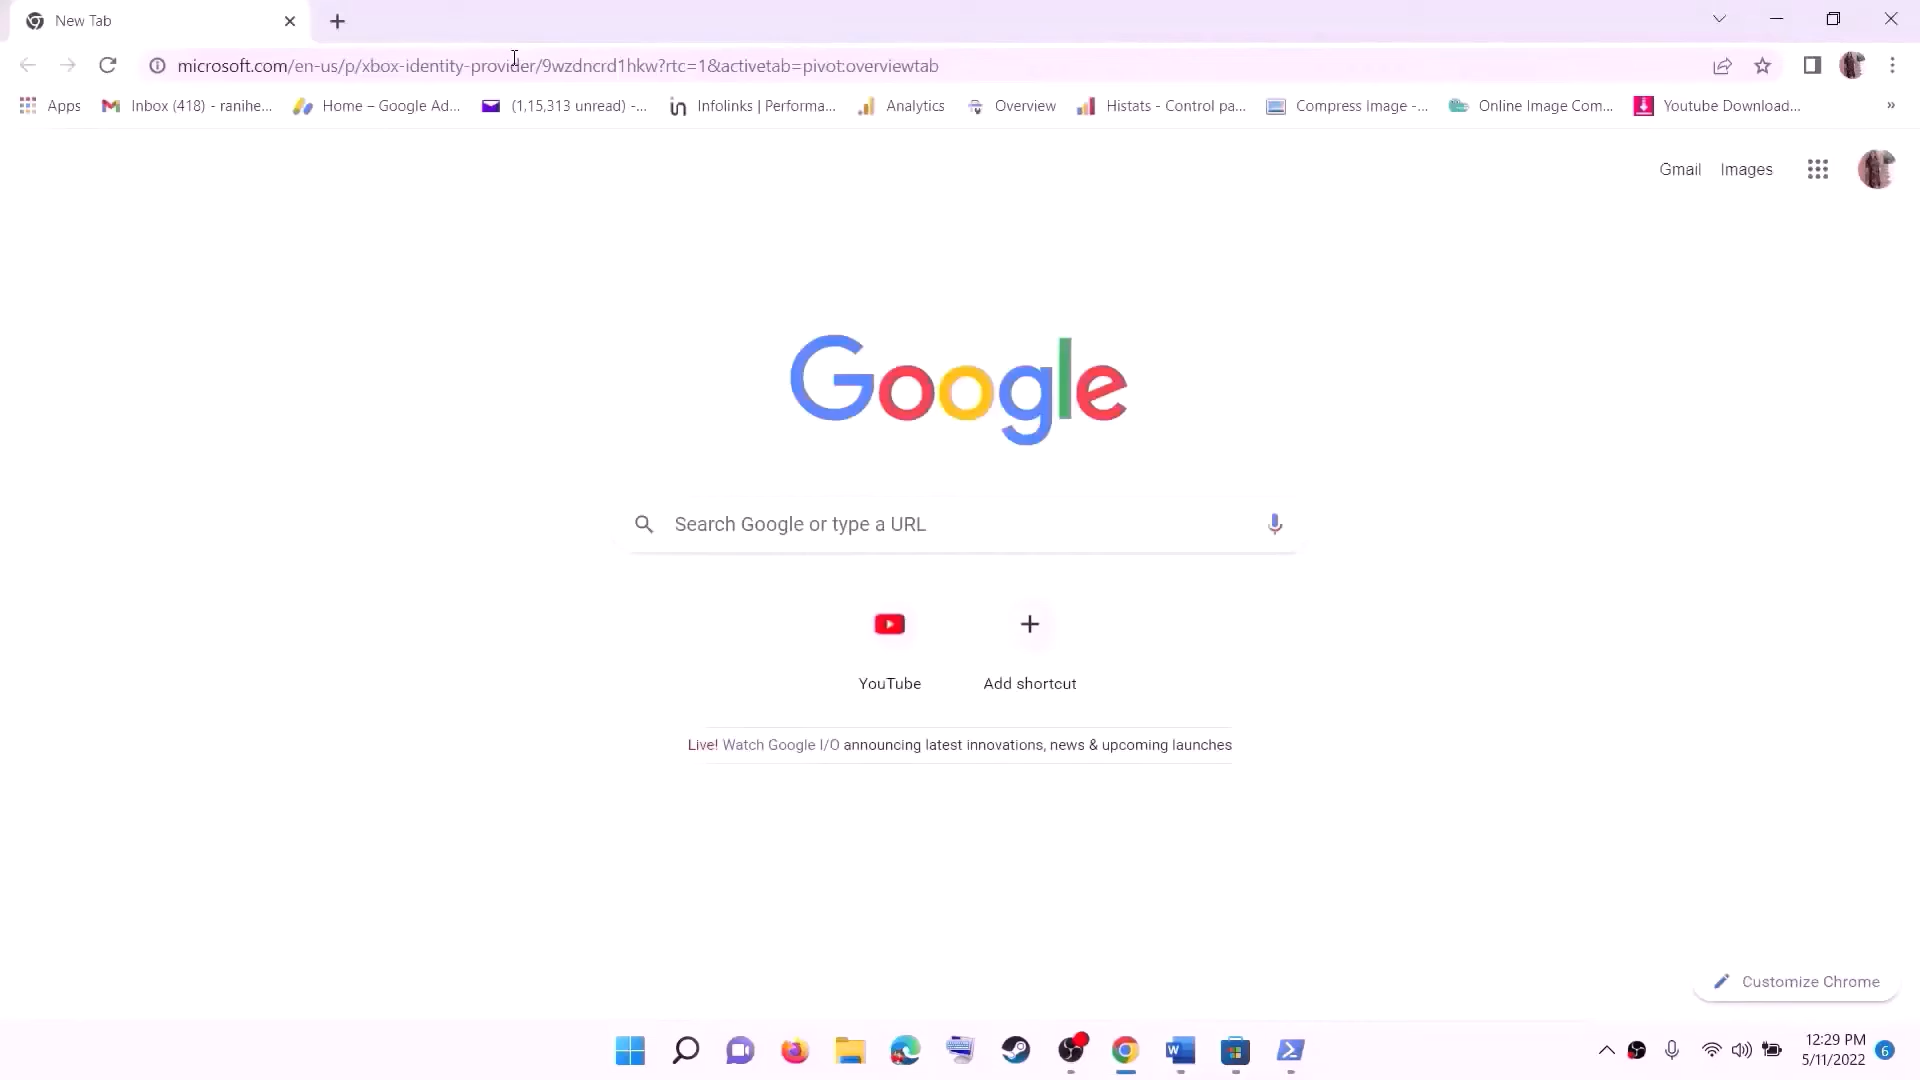 New Tab
microsoft.com/en-us/p/xbox-identity-provider/9wzdncrd1hkw?rtc=1&activetab=pivot:overviewtab
Apps Inbox (418) - ranihe... Home – Google Ad... (1,15,313 unread) -... Infolinks | Performa... Analytics Overview Histats - Control pa... Compress Image -... Online Image Com... Youtube Download... »
Gmail Images
Google
Search Google or type a URL
YouTube Add shortcut
Live! Watch Google I/O announcing latest innovations, news & upcoming launches
Customize Chrome
12:29 PM
5/11/2022 6